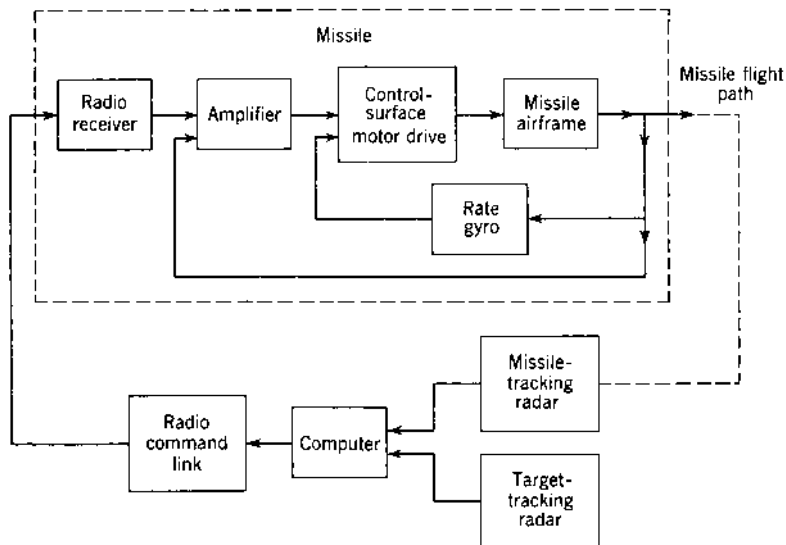 Missile
Missile flight
path
Radio
receiver
Amplifier
Control-
surface
motor drive
Missile
airframe
Rate
gyro
Missile-
tracking
radar
Radio
command
link
Computer
Target-
tracking
radar